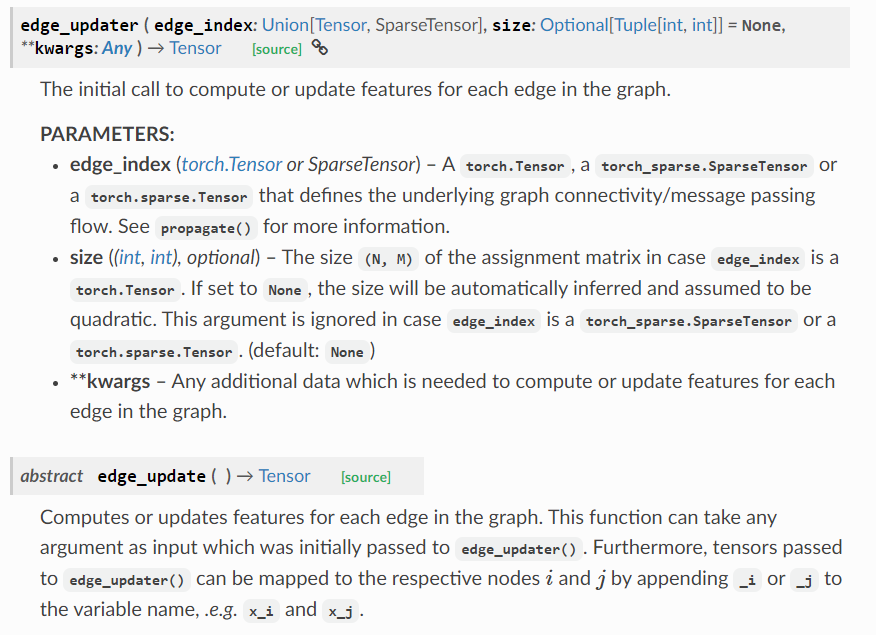 edge_updater ( edge_index: Union[Tensor, SparseTensor], size: Optional[Tuple[int, int]] = None,
**kwargs: Any ) → Tensor [source]
The initial call to compute or update features for each edge in the graph.
PARAMETERS:
• edge_index (torch.Tensor or SparseTensor) – A torch.Tensor , a torch_sparse.SparseTensor or
a torch.sparse.Tensor that defines the underlying graph connectivity/message passing
flow. See propagate() for more information.
• size ((int, int), optional) – The size (N, M) of the assignment matrix in case edge_index is a
torch.Tensor . If set to None , the size will be automatically inferred and assumed to be
quadratic. This argument is ignored in case edge_index is a torch_sparse.SparseTensor or a
torch.sparse.Tensor . (default: None )
• **kwargs – Any additional data which is needed to compute or update features for each
edge in the graph.
abstract edge_update ( ) → Tensor [source]
Computes or updates features for each edge in the graph. This function can take any
argument as input which was initially passed to edge_updater() . Furthermore, tensors passed
to edge_updater() can be mapped to the respective nodes i and j by appending _i or _j to
the variable name, .e.g. x_i and x_j .